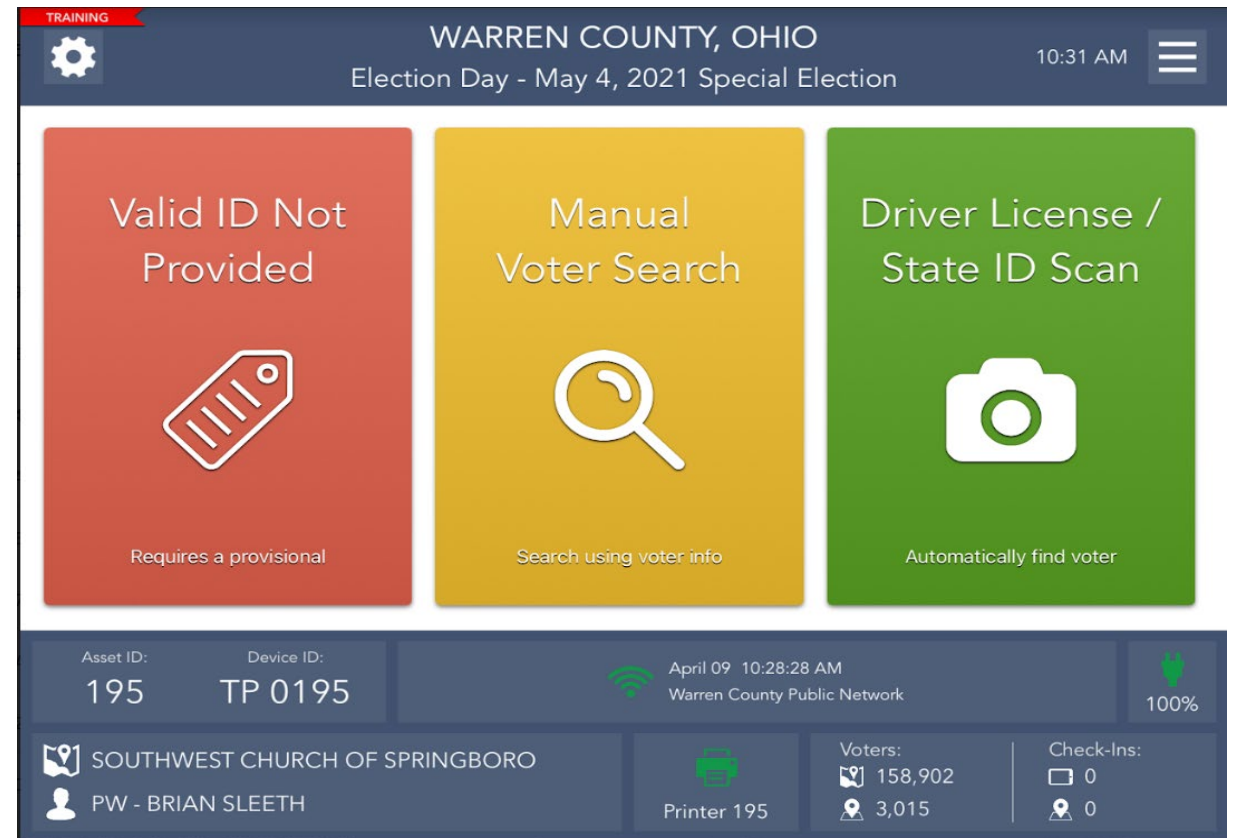 TRAINING
WARREN COUNTY, OHIO
Election Day - May 4, 2021 Special Election
10:31 AM
Valid ID Not
Provided
Requires a provisional
Manual
Voter Search
Search using voter info
Driver License /
State ID Scan
Automatically find voter
Asset ID:
195
Device ID:
TP 0195
April 09 10:28:28 AM
Warren County Public Network
100%
SOUTHWEST CHURCH OF SPRINGBORO
PW - BRIAN SLEETH
Printer 195
Voters:
158,902
3,015
Check-Ins:
0
0